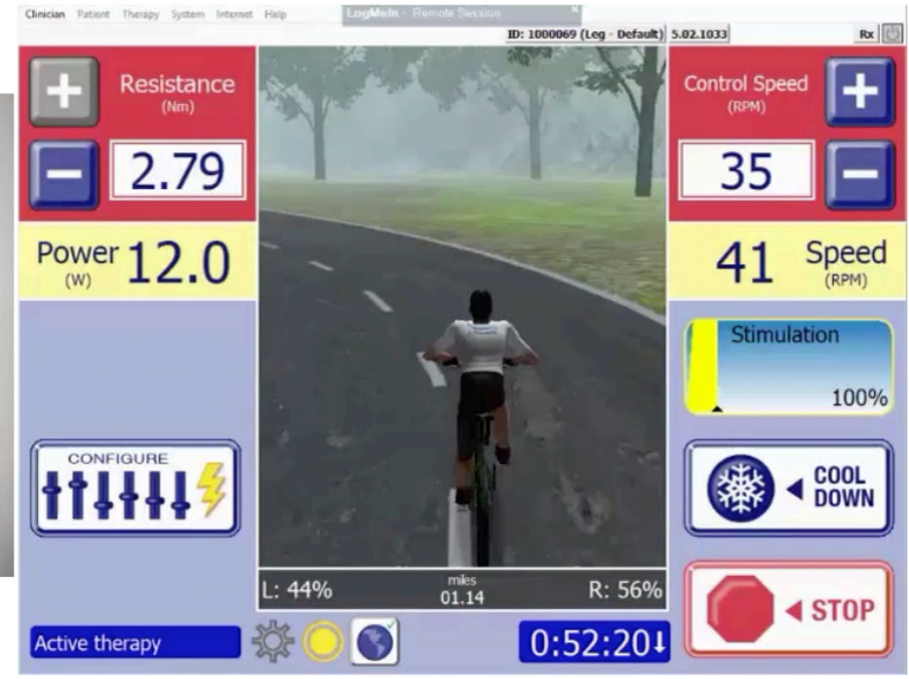 Clinician Patient Therapy System Internet Help
LogMeIn - Remote Session
ID: 1000069 (Leg - Default) 5.02.1033 Rx
Resistance
(Nm)
2.79
Power
(W)
12.0
CONFIGURE
L: 44%
miles
01.14
R: 56%
Control Speed
(RPM)
35
41
Speed
(RPM)
Stimulation
100%
COOL
DOWN
STOP
Active therapy
0:52:20↓